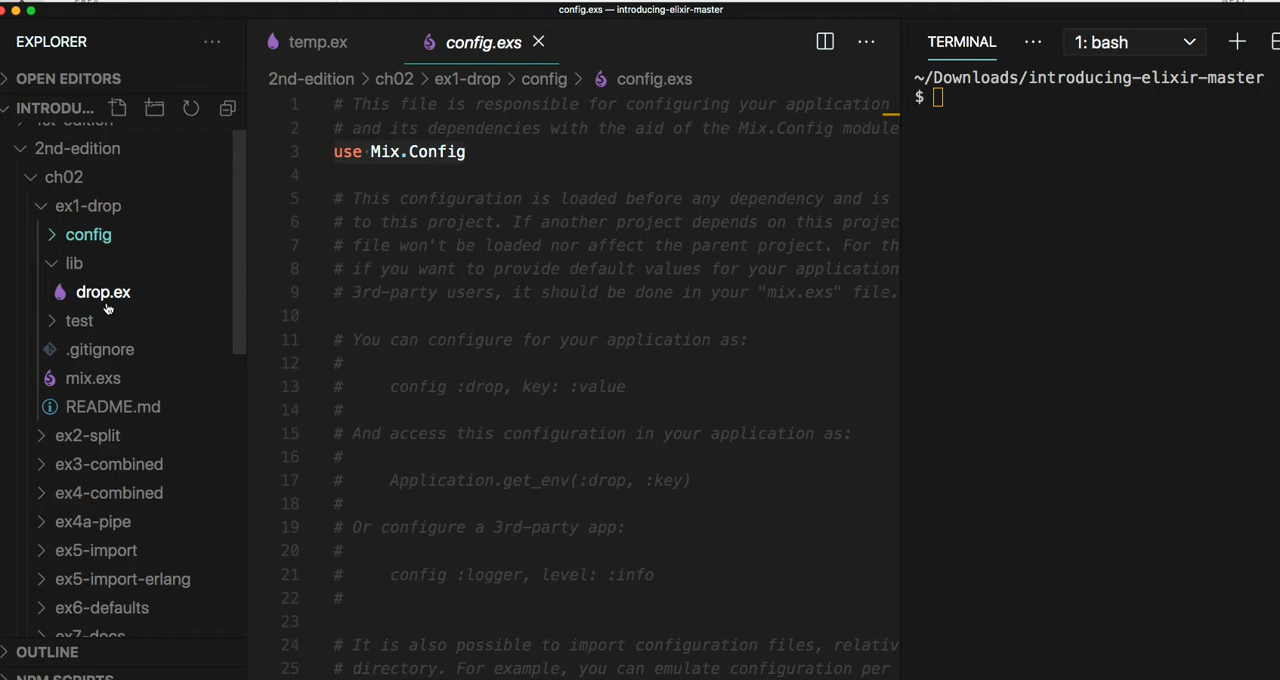 config.exs — introducing-elixir-master
EXPLORER
OPEN EDITORS
INTRODU...
1st-edition
2nd-edition
ch02
ex1-drop
config
lib
drop.ex
test
.gitignore
mix.exs
README.md
ex2-split
ex3-combined
ex4-combined
ex4a-pipe
ex5-import
ex5-import-erlang
ex6-defaults
ex7-docs
OUTLINE
NPM SCRIPTS
temp.ex
config.exs
2nd-edition > ch02 > ex1-drop > config > config.exs
1 # This file is responsible for configuring your application
2 # and its dependencies with the aid of the Mix.Config module
3 use Mix.Config
4
5 # This configuration is loaded before any dependency and is
6 # to this project. If another project depends on this projec
7 # file won't be loaded nor affect the parent project. For th
8 # if you want to provide default values for your application
9 # 3rd-party users, it should be done in your "mix.exs" file.
10
11 # You can configure for your application as:
12 #
13 #     config :drop, key: :value
14 #
15 # And access this configuration in your application as:
16 #
17 #     Application.get_env(:drop, :key)
18 #
19 # Or configure a 3rd-party app:
20 #
21 #     config :logger, level: :info
22 #
23
24 # It is also possible to import configuration files, relativ
25 # directory. For example, you can emulate configuration per
TERMINAL
1: bash
~/Downloads/introducing-elixir-master
$